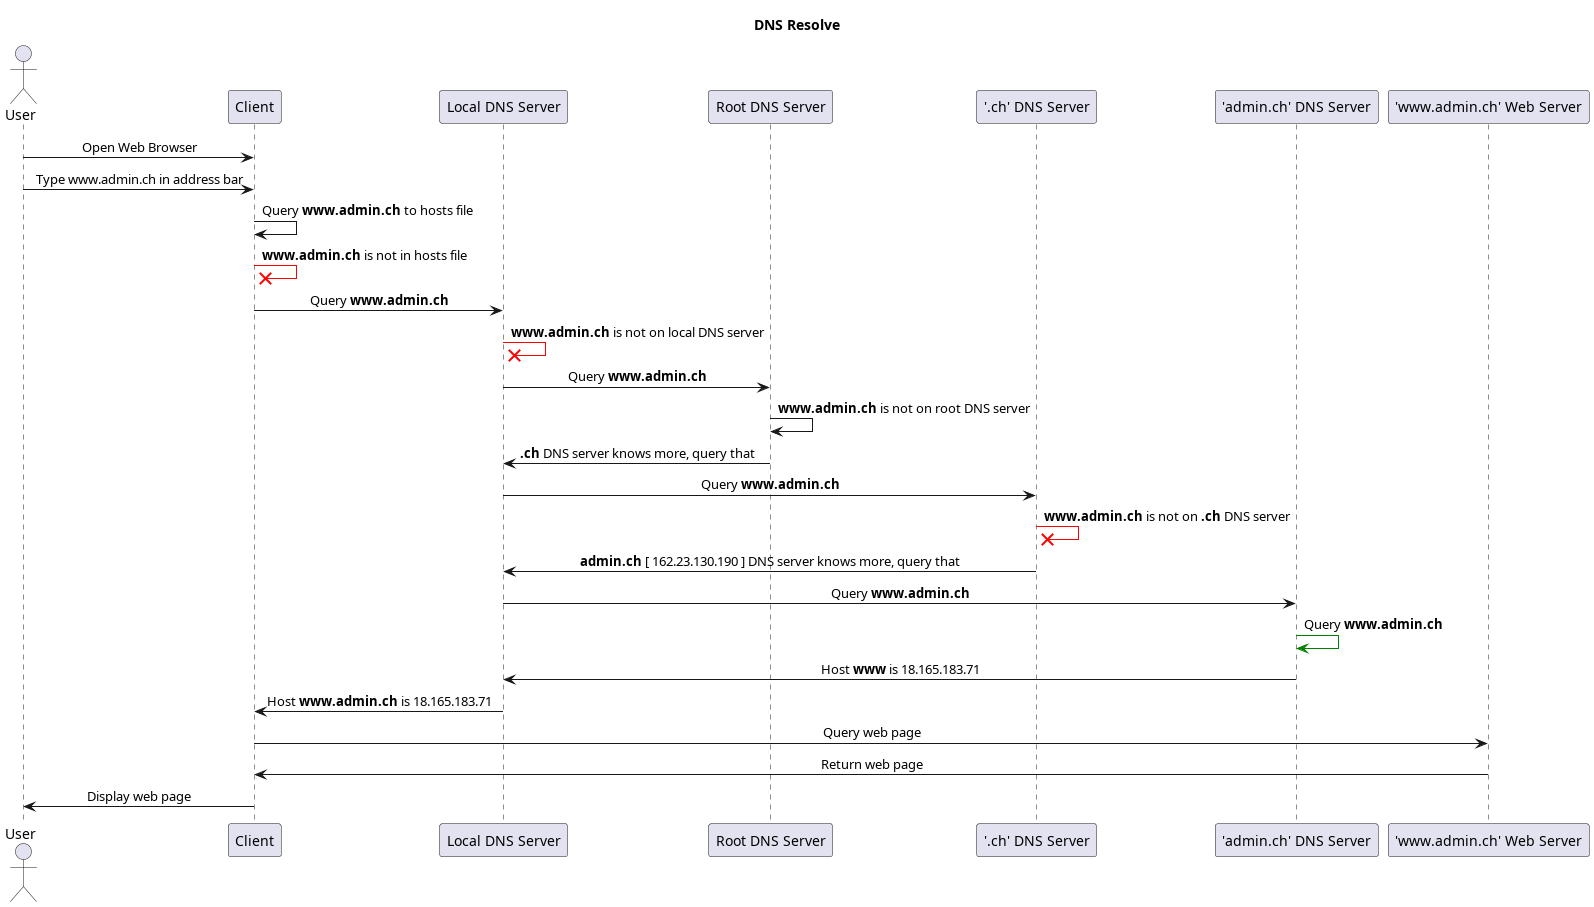 DNS Resolve
User
Client
Local DNS Server
Root DNS Server
'.ch' DNS Server
'admin.ch' DNS Server
'www.admin.ch' Web Server
Open Web Browser
Type www.admin.ch in address bar
Query www.admin.ch to hosts file
www.admin.ch is not in hosts file
Query www.admin.ch
www.admin.ch is not on local DNS server
Query www.admin.ch
www.admin.ch is not on root DNS server
.ch DNS server knows more, query that
Query www.admin.ch
www.admin.ch is not on .ch DNS server
admin.ch [ 162.23.130.190 ] DNS server knows more, query that
Query www.admin.ch
Query www.admin.ch
Host www is 18.165.183.71
Host www.admin.ch is 18.165.183.71
Query web page
Return web page
Display web page
User
Client
Local DNS Server
Root DNS Server
'.ch' DNS Server
'admin.ch' DNS Server
'www.admin.ch' Web Server